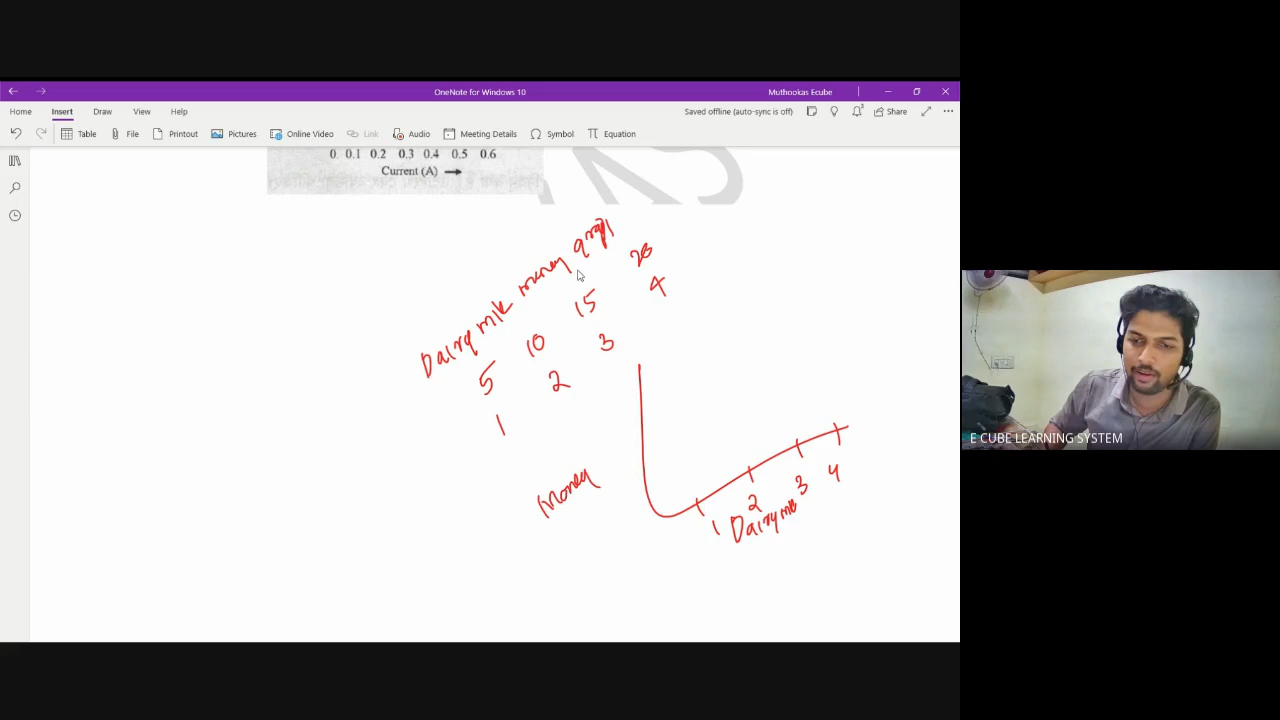 OneNote for Windows 10
Muthookas Ecube
Home Insert Draw View Help
Saved offline (auto-sync is off)
3
Share
Table File Printout Pictures Online Video Link Audio Meeting Details Symbol Equation
0 0.1 0.2 0.3 0.4 0.5 0.6
Current (A)
KAS
Dairy milk money graph
5 10 15 20
1 2 3 4
Money
1 2 3 4
Dairy milk
E CUBE LEARNING SYSTEM